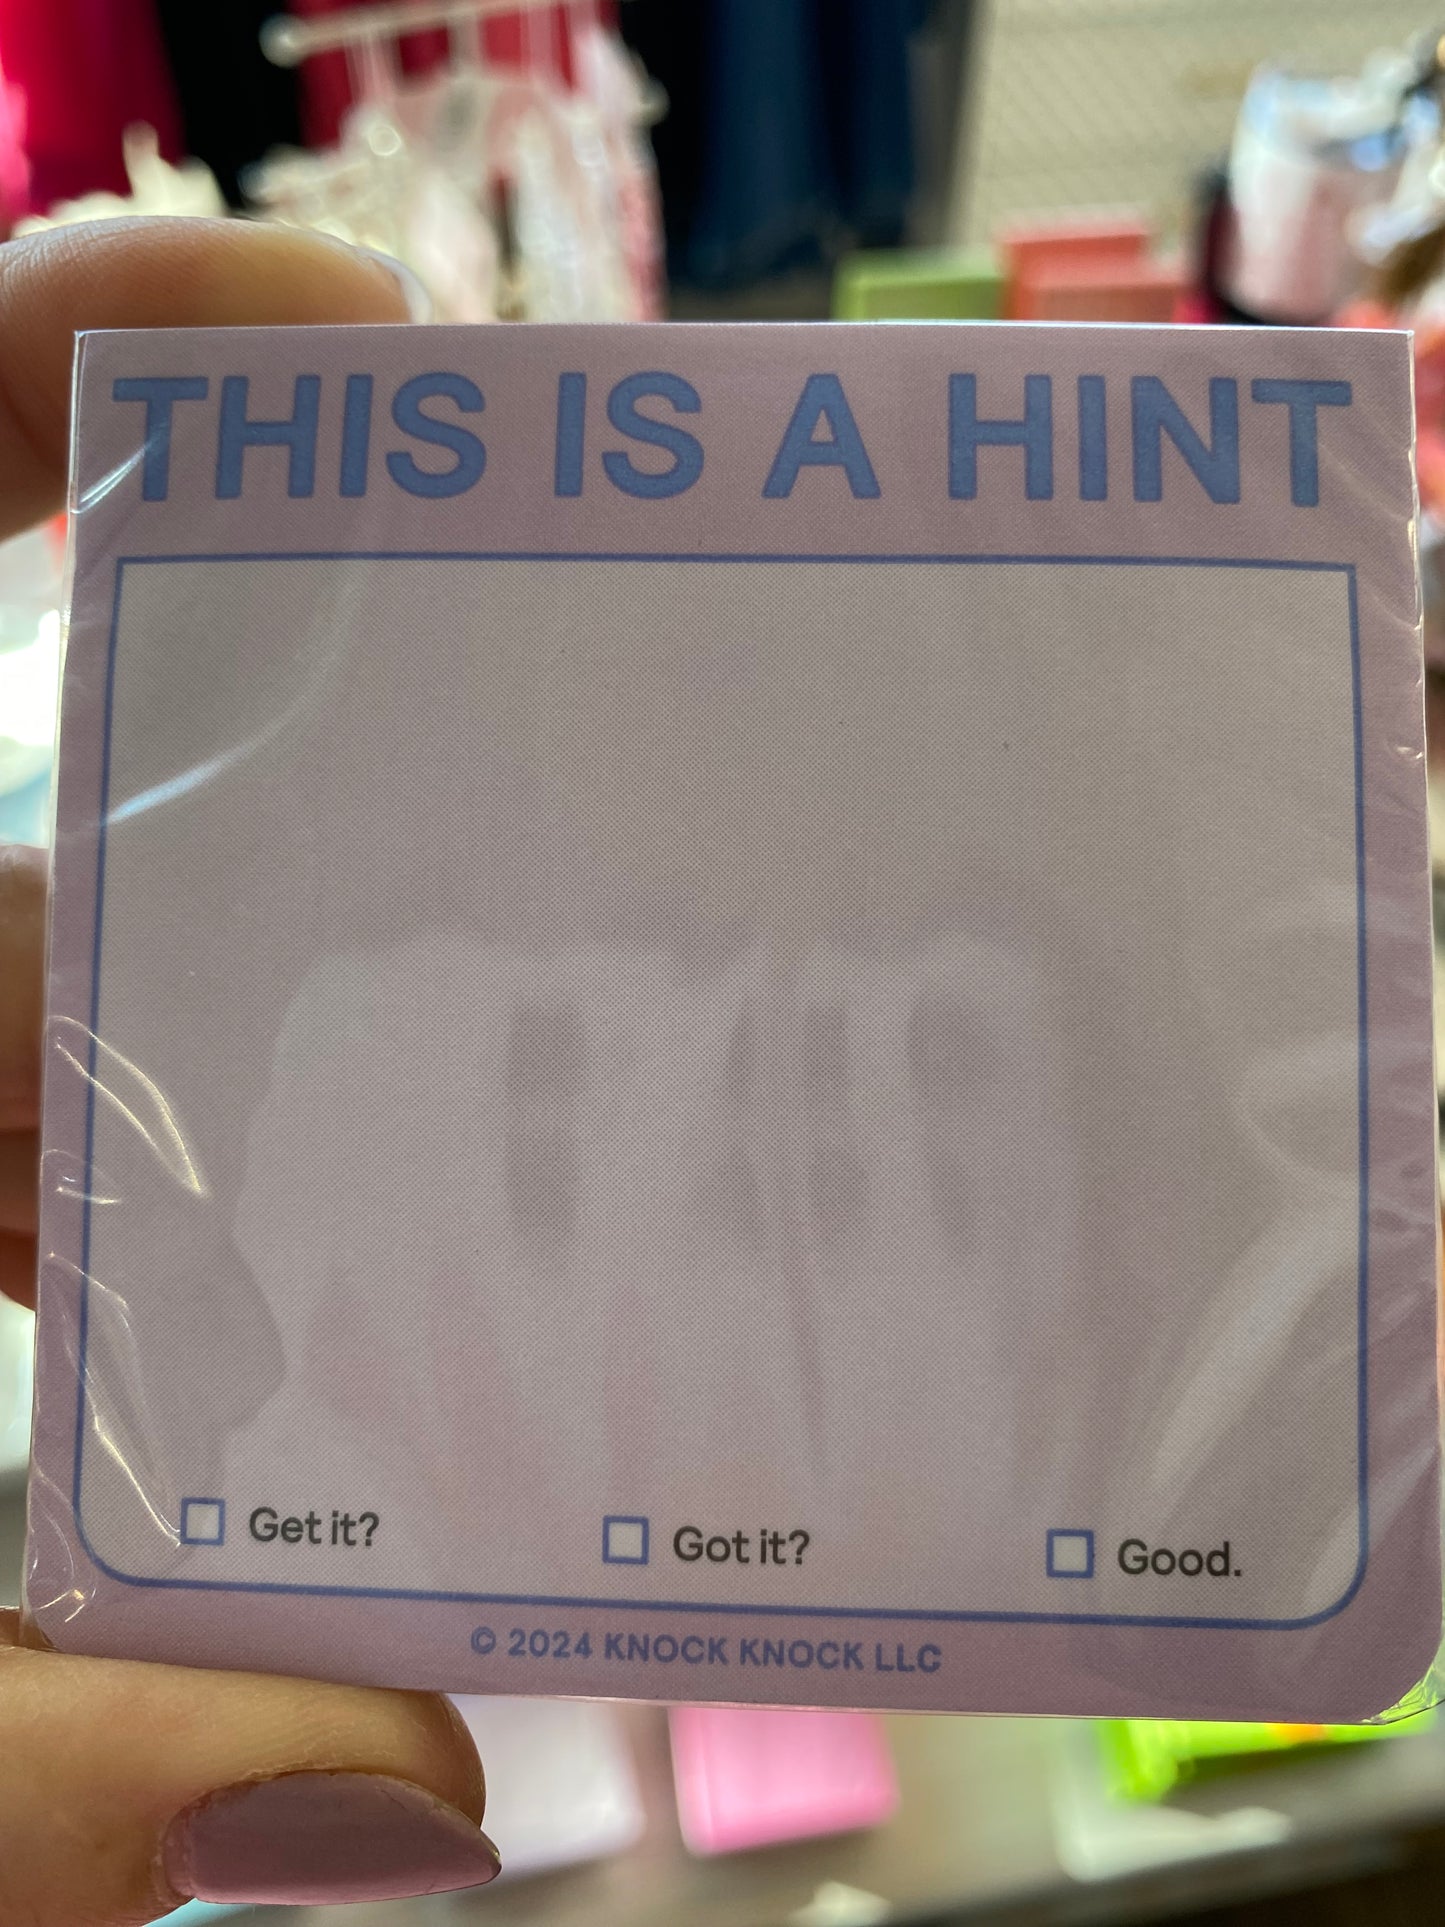 THIS IS A HINT
Get it? Got it? Good.
© 2024 KNOCK KNOCK LLC